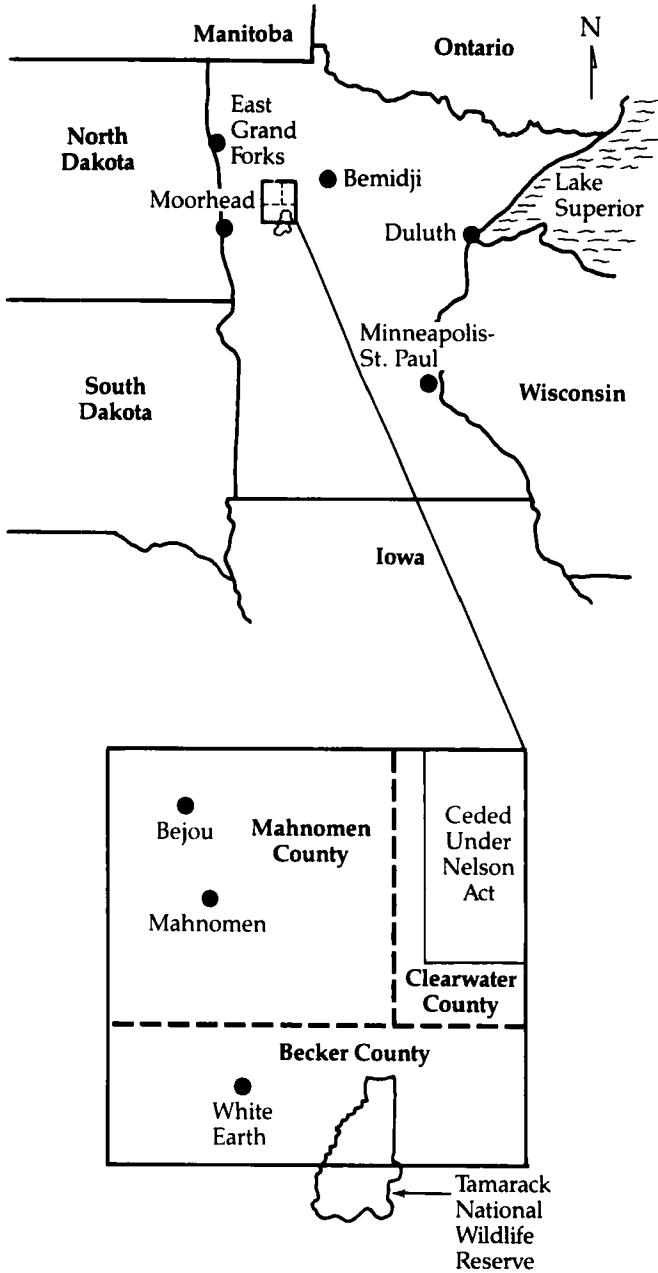 Manitoba
Ontario
N
North
Dakota
East
Grand
Forks
Bemidji
Moorhead
Lake
Superior
Duluth
Minneapolis-
St. Paul
South
Dakota
Wisconsin
Iowa
Bejou
Mahnomen
County
Ceded
Under
Nelson
Act
Mahnomen
Clearwater
County
Becker County
White
Earth
Tamarack
National
Wildlife
Reserve